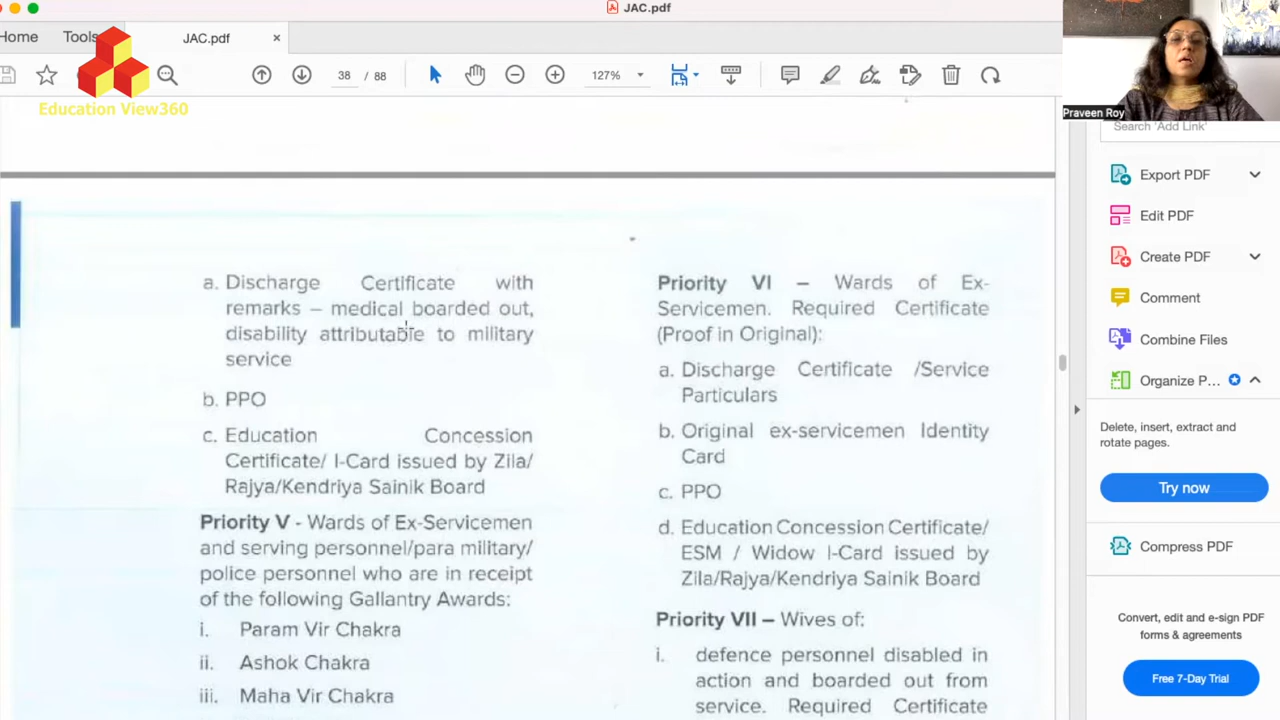 JAC.pdf
Home
Tools
JAC.pdf
×
38 / 88
127%
Education View360
Praveen Roy
Search 'Add Link'
Export PDF
Edit PDF
Create PDF
Comment
Combine Files
Organize P...
Delete, insert, extract and
rotate pages.
Try now
Compress PDF
Convert, edit and e-sign PDF
forms & agreements
Free 7-Day Trial
a. Discharge Certificate with
remarks – medical boarded out,
disability attributable to military
service
b. PPO
c. Education Concession
Certificate/ I-Card issued by Zila/
Rajya/Kendriya Sainik Board
Priority V - Wards of Ex-Servicemen
and serving personnel/para military/
police personnel who are in receipt
of the following Gallantry Awards:
i. Param Vir Chakra
ii. Ashok Chakra
iii. Maha Vir Chakra
Priority VI – Wards of Ex-
Servicemen. Required Certificate
(Proof in Original):
a. Discharge Certificate /Service
Particulars
b. Original ex-servicemen Identity
Card
c. PPO
d. Education Concession Certificate/
ESM / Widow I-Card issued by
Zila/Rajya/Kendriya Sainik Board
Priority VII – Wives of:
i. defence personnel disabled in
action and boarded out from
service. Required Certificate